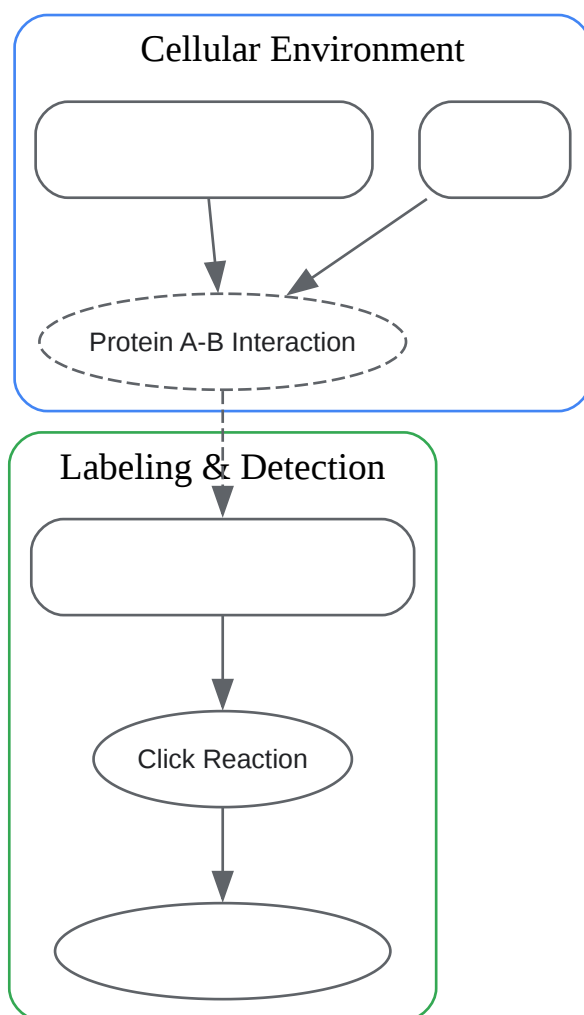 Cellular Environment
Protein A-B Interaction
Labeling & Detection
Click Reaction